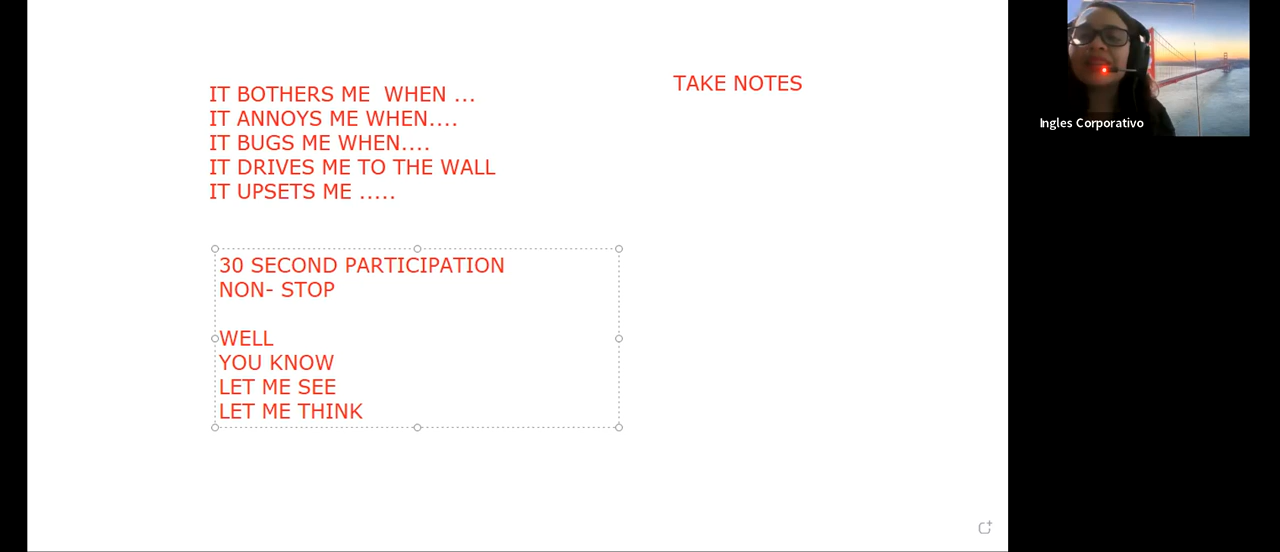 IT BOTHERS ME WHEN ...
IT ANNOYS ME WHEN....
IT BUGS ME WHEN....
IT DRIVES ME TO THE WALL
IT UPSETS ME .....
TAKE NOTES
30 SECOND PARTICIPATION
NON- STOP
WELL
YOU KNOW
LET ME SEE
LET ME THINK
Ingles Corporativo